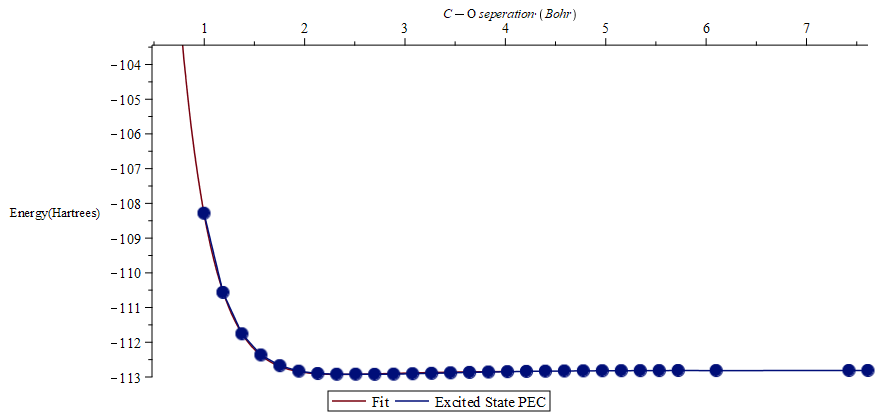 C − O seperation (Bohr)
1 2 3 4 5 6 7
−104
−105
−106
−107
−108
Energy(Hartrees)
−109
−110
−111
−112
−113
Fit Excited State PEC